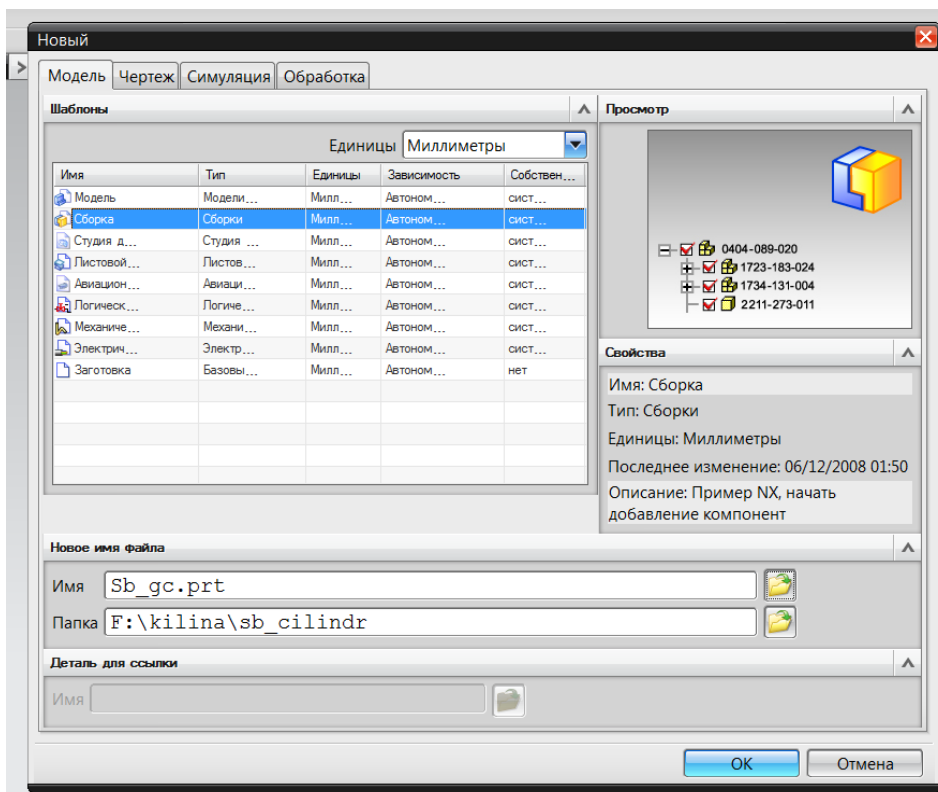 Новый
Модель Чертеж Симуляция Обработка
Шаблоны
Единицы Миллиметры
Имя Тип Единицы Зависимость Собствен...
Модель Модели... Милл... Автоном... сист...
Сборка Сборки Милл... Автоном... сист...
Студия д... Студия ... Милл... Автоном... сист...
Листовой... Листов... Милл... Автоном... сист...
Авиацион... Авиаци... Милл... Автоном... сист...
Логическ... Логиче... Милл... Автоном... сист...
Механиче... Механи... Милл... Автоном... сист...
Электрич... Электр... Милл... Автоном... сист...
Заготовка Базовы... Милл... Автоном... нет
Просмотр
0404-089-020
1723-183-024
1734-131-004
2211-273-011
Свойства
Имя: Сборка
Тип: Сборки
Единицы: Миллиметры
Последнее изменение: 06/12/2008 01:50
Описание: Пример NX, начать
добавление компонент
Новое имя файла
Имя Sb_gc.prt
Папка F:\kilina\sb_cilindr
Деталь для ссылки
Имя
OK Отмена